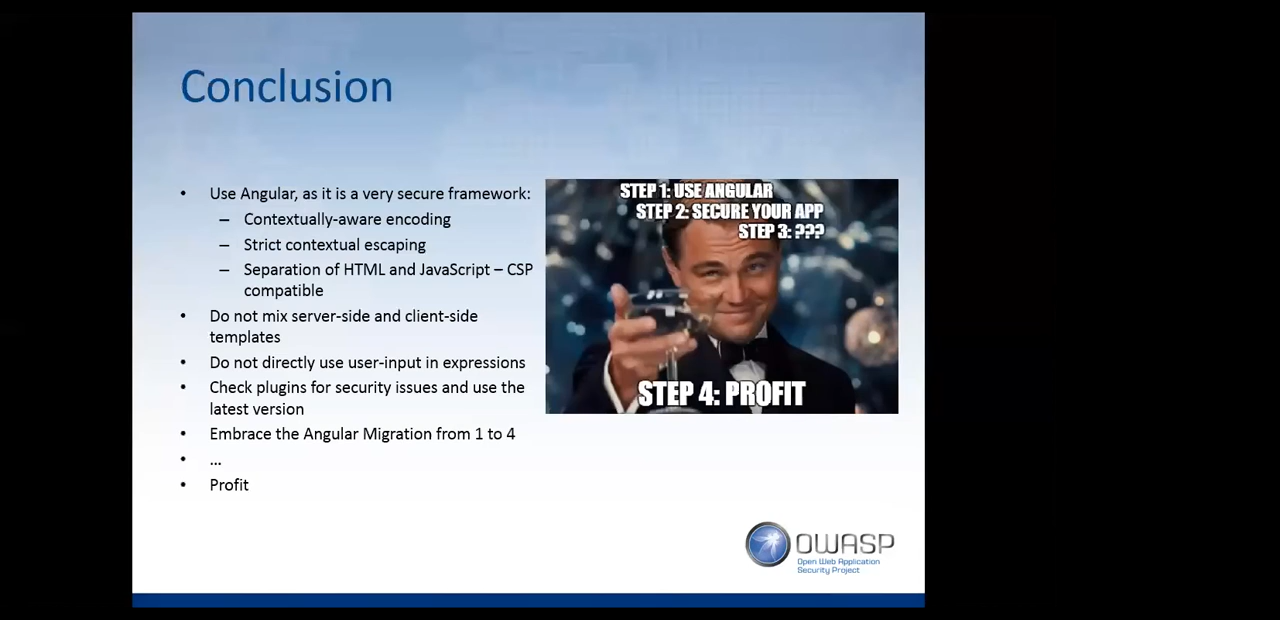 Conclusion
• Use Angular, as it is a very secure framework:
– Contextually-aware encoding
– Strict contextual escaping
– Separation of HTML and JavaScript – CSP
compatible
• Do not mix server-side and client-side
templates
• Do not directly use user-input in expressions
• Check plugins for security issues and use the
latest version
• Embrace the Angular Migration from 1 to 4
• ...
• Profit
STEP 1: USE ANGULAR
STEP 2: SECURE YOUR APP
STEP 3: ???
STEP 4: PROFIT
OWASP
Open Web Application
Security Project